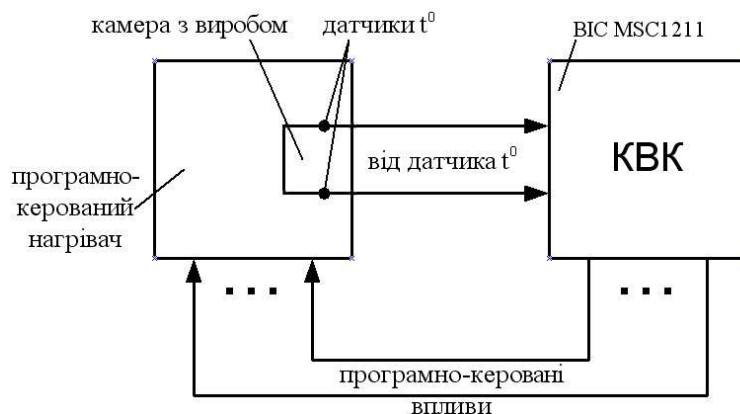 камера з виробом
датчики t⁰
ВІС MSC1211
КВК
від датчика t⁰
програмно-
керований
нагрівач
...
...
програмно-керовані
впливи